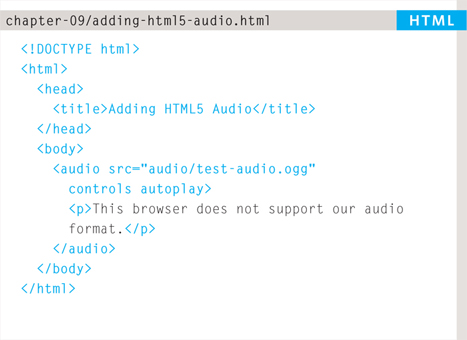 chapter-09/adding-html5-audio.html HTML
<!DOCTYPE html>
<html>
<head>
<title>Adding HTML5 Audio</title>
</head>
<body>
<audio src="audio/test-audio.ogg"
controls autoplay>
<p>This browser does not support our audio
format.</p>
</audio>
</body>
</html>